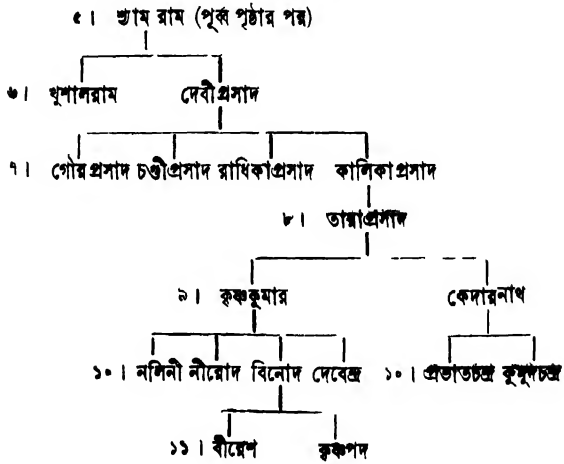 ৫। শ্যাম রাম (পূর্ব্ব পৃষ্ঠার পর)
৬। খুশালরাম দেবীপ্রসাদ
৭। গৌরপ্রসাদ চণ্ডীপ্রসাদ রাধিকাপ্রসাদ কালিকাপ্রসাদ
৮। তারাপ্রসাদ
৯। কৃষ্ণকুমার কেদারনাথ
১০। নলিনী নীরোদ বিনোদ দেবেন্দ্র ১০। প্রভাতচন্দ্র কুমুদচন্দ্র
১১। বীরেশ কৃষ্ণপদ